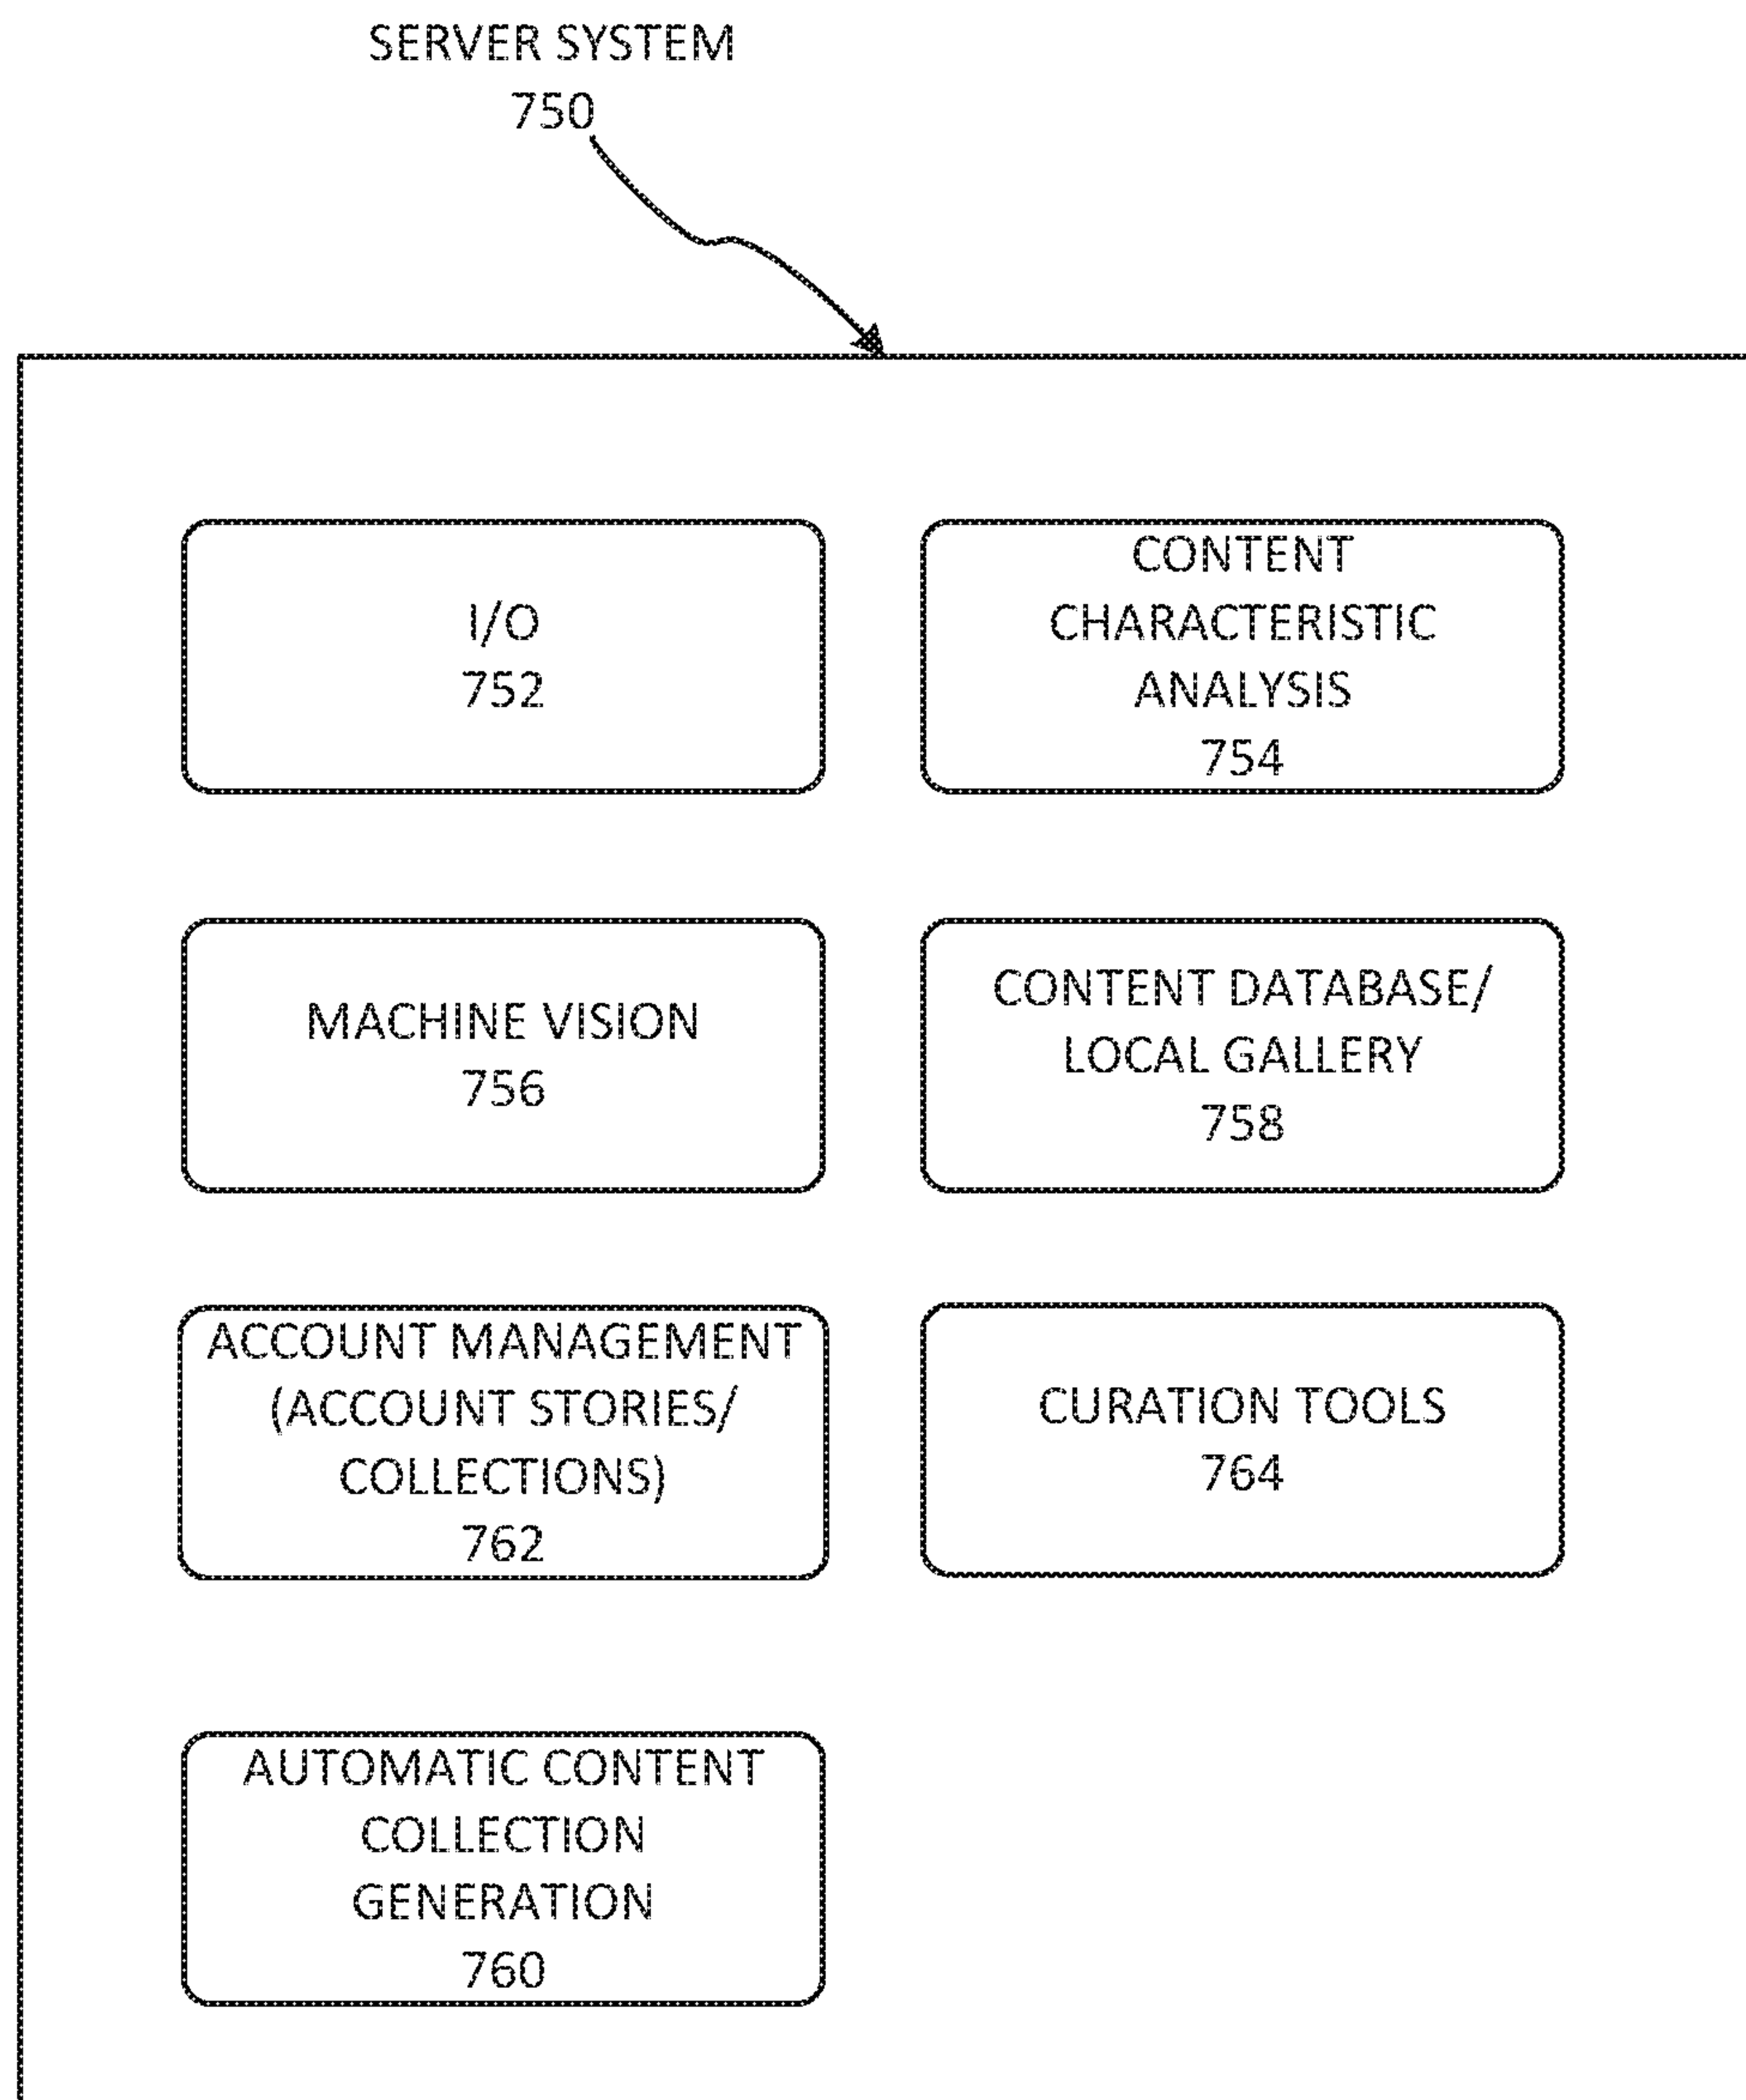 SERVER SYSTEM
750
I/O
752
CONTENT
CHARACTERISTIC
ANALYSIS
754
MACHINE VISION
756
CONTENT DATABASE/
LOCAL GALLERY
758
ACCOUNT MANAGEMENT
(ACCOUNT STORIES/
COLLECTIONS)
762
CURATION TOOLS
764
AUTOMATIC CONTENT
COLLECTION
GENERATION
760